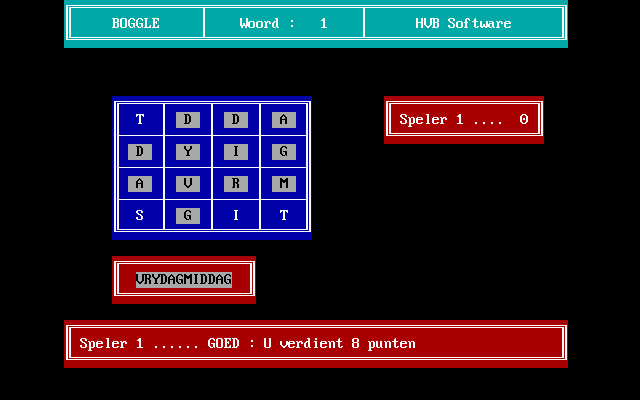 BOGGLE Woord : 1 HVB Software
T D D A Speler 1 .... 0
D Y I G
A V R M
S G I T
VRYDAGMIDDAG
Speler 1 ...... GOED : U verdient 8 punten